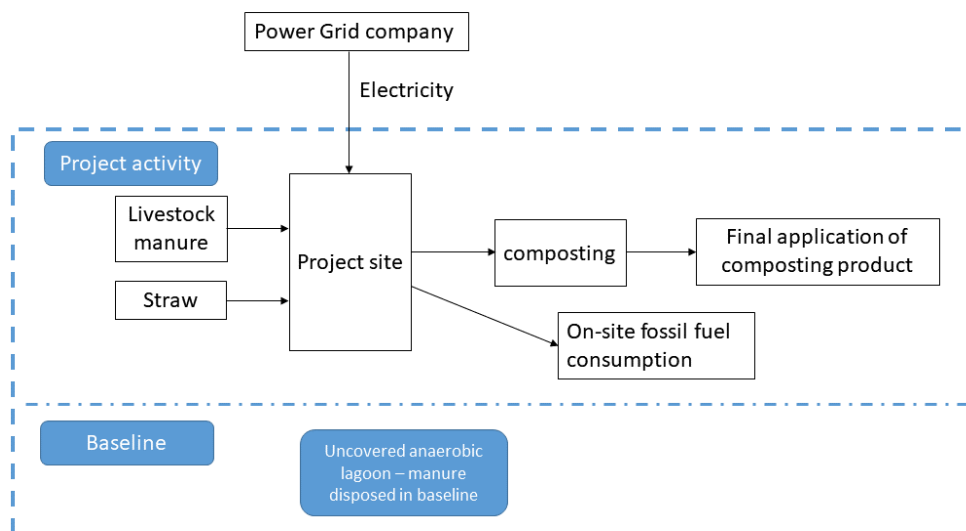 Power Grid company
Electricity
Project activity
Livestock
manure
Straw
Project site
composting
Final application of
composting product
On-site fossil fuel
consumption
Baseline
Uncovered anaerobic
lagoon – manure
disposed in baseline